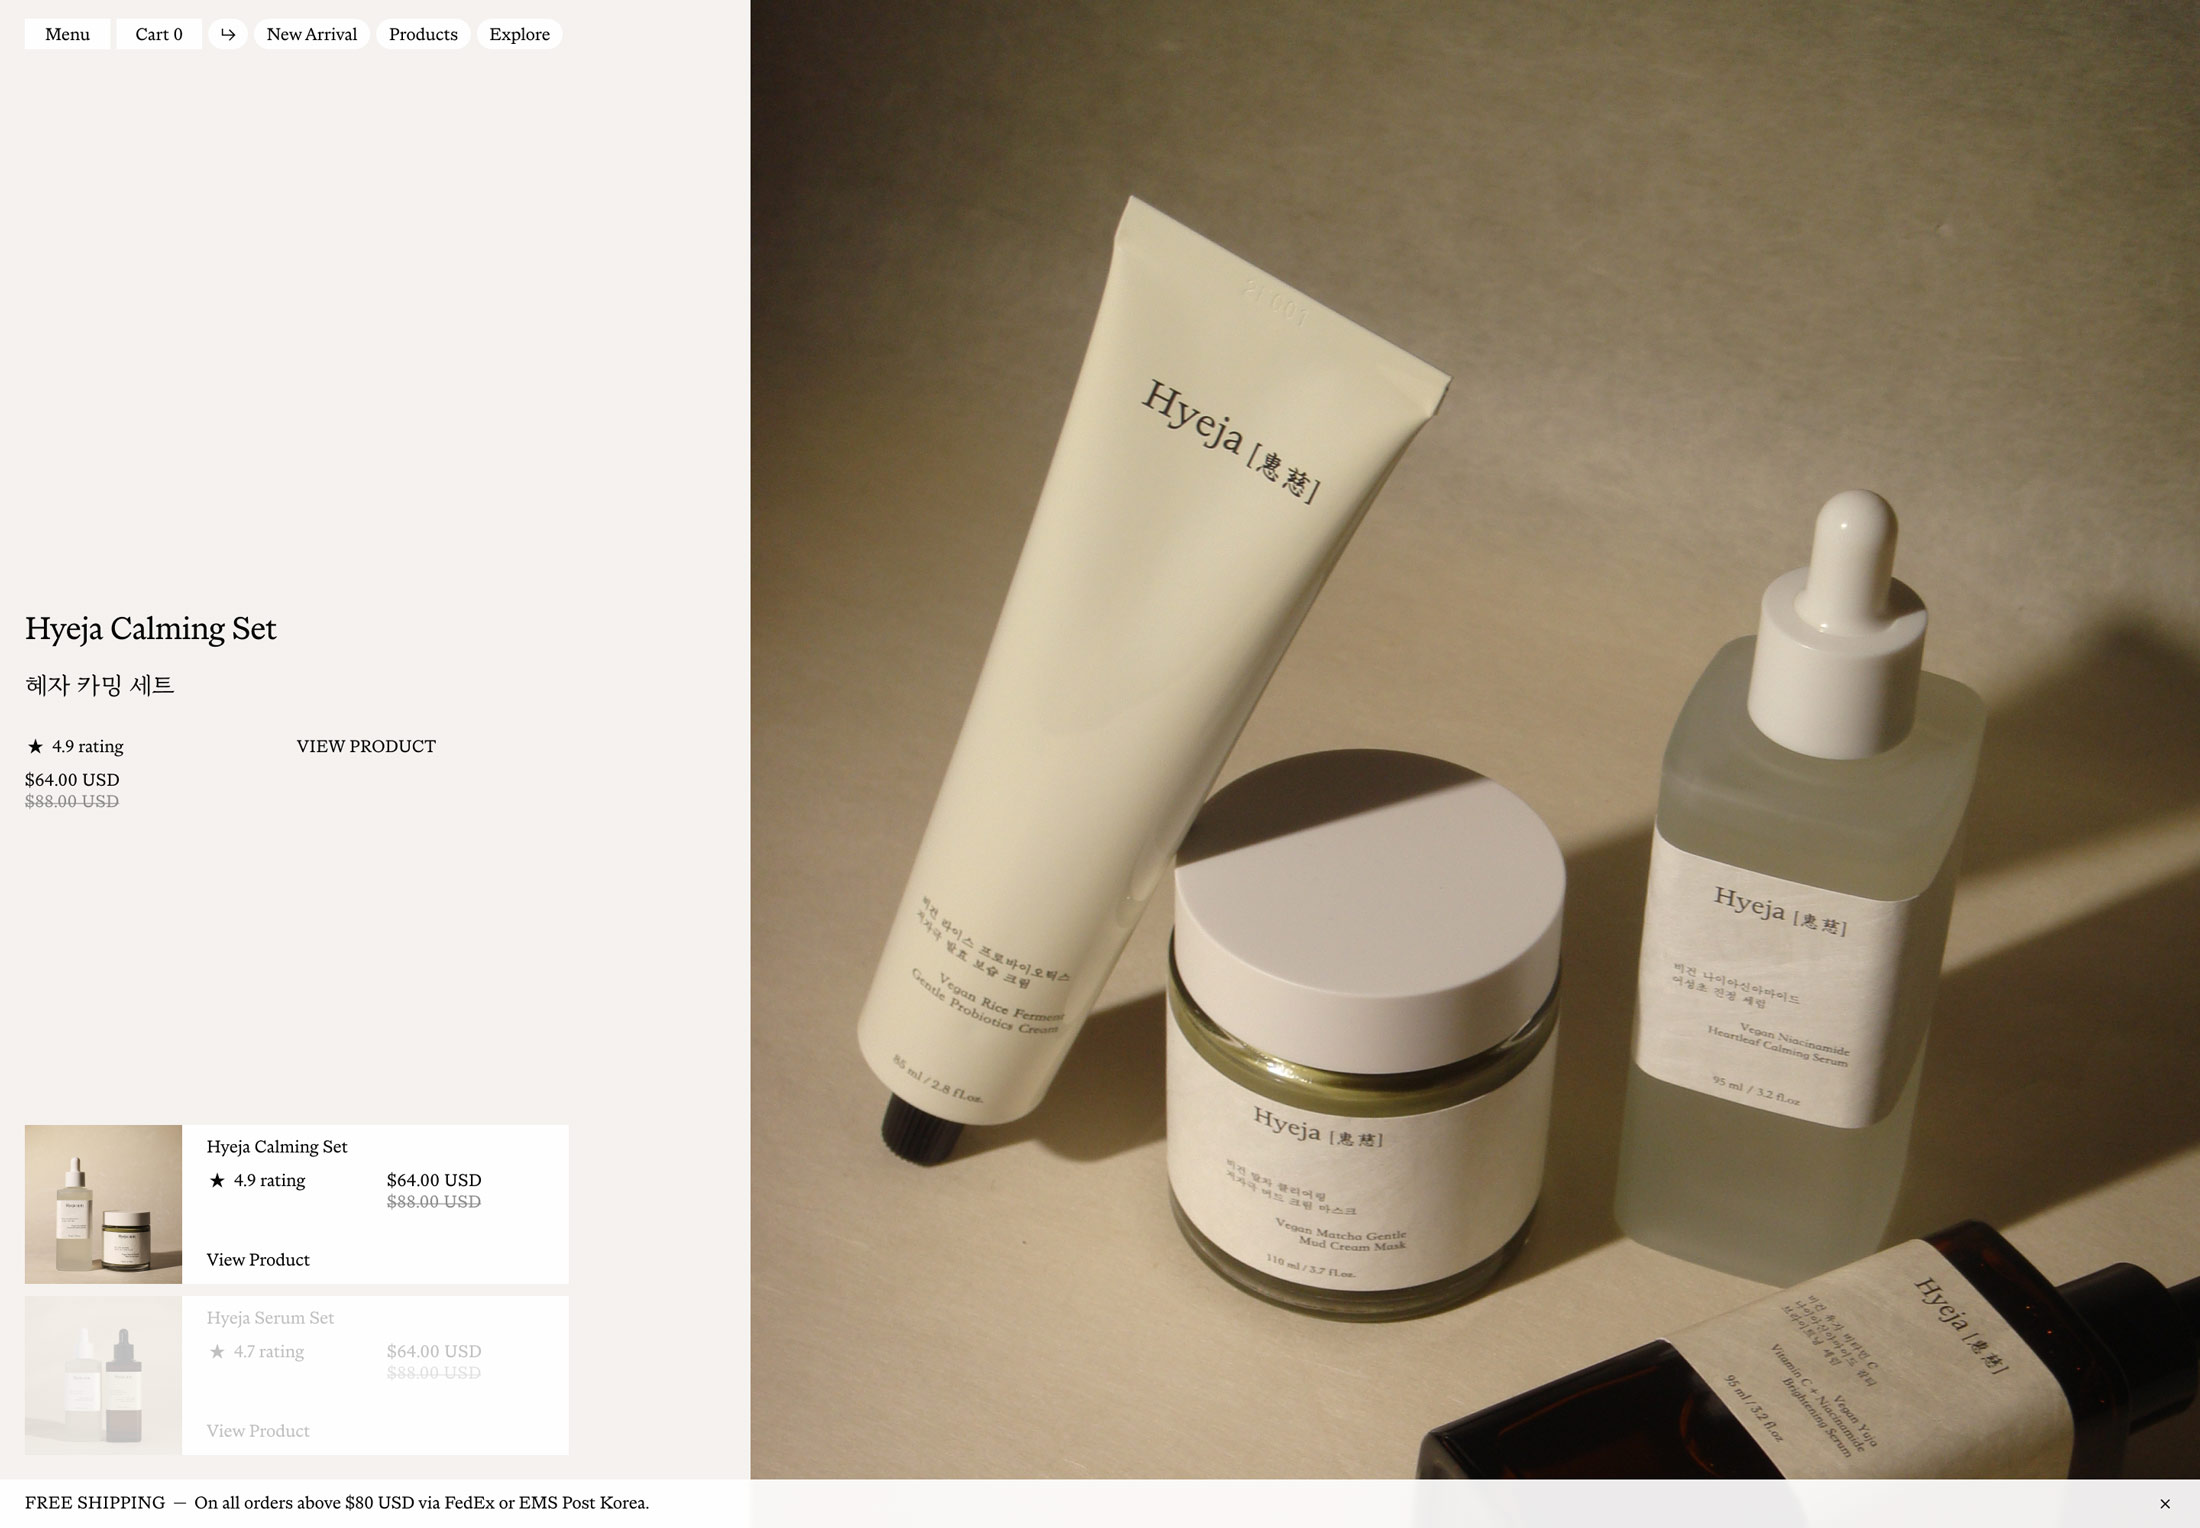 Menu
Cart 0
New Arrival
Products
Explore
Hyeja Calming Set
혜자 카밍 세트
★ 4.9 rating
VIEW PRODUCT
$64.00 USD
$88.00 USD
Hyeja Calming Set
★ 4.9 rating
$64.00 USD
$88.00 USD
View Product
Hyeja Serum Set
★ 4.7 rating
$64.00 USD
$88.00 USD
View Product
Hyeja [惠慈]
비건 라이스 프로바이오틱스
저자극 발효 보습 크림
Vegan Rice Ferment
Gentle Probiotics Cream
85 ml / 2.8 fl.oz.
Hyeja [惠慈]
비건 말차 클리어링
저자극 머드 크림 마스크
Vegan Matcha Gentle
Mud Cream Mask
110 ml / 3.7 fl.oz.
Hyeja [惠慈]
비건 나이아신아마이드
어성초 진정 세럼
Vegan Niacinamide
Heartleaf Calming Serum
95 ml / 3.2 fl.oz
Hyeja [惠慈]
비건 유자 비타민 C
나이아신아마이드
브라이트닝 세럼
Vegan Yuja
Vitamin C + Niacinamide
Brightening Serum
95 ml / 3.2 fl.oz
FREE SHIPPING — On all orders above $80 USD via FedEx or EMS Post Korea.